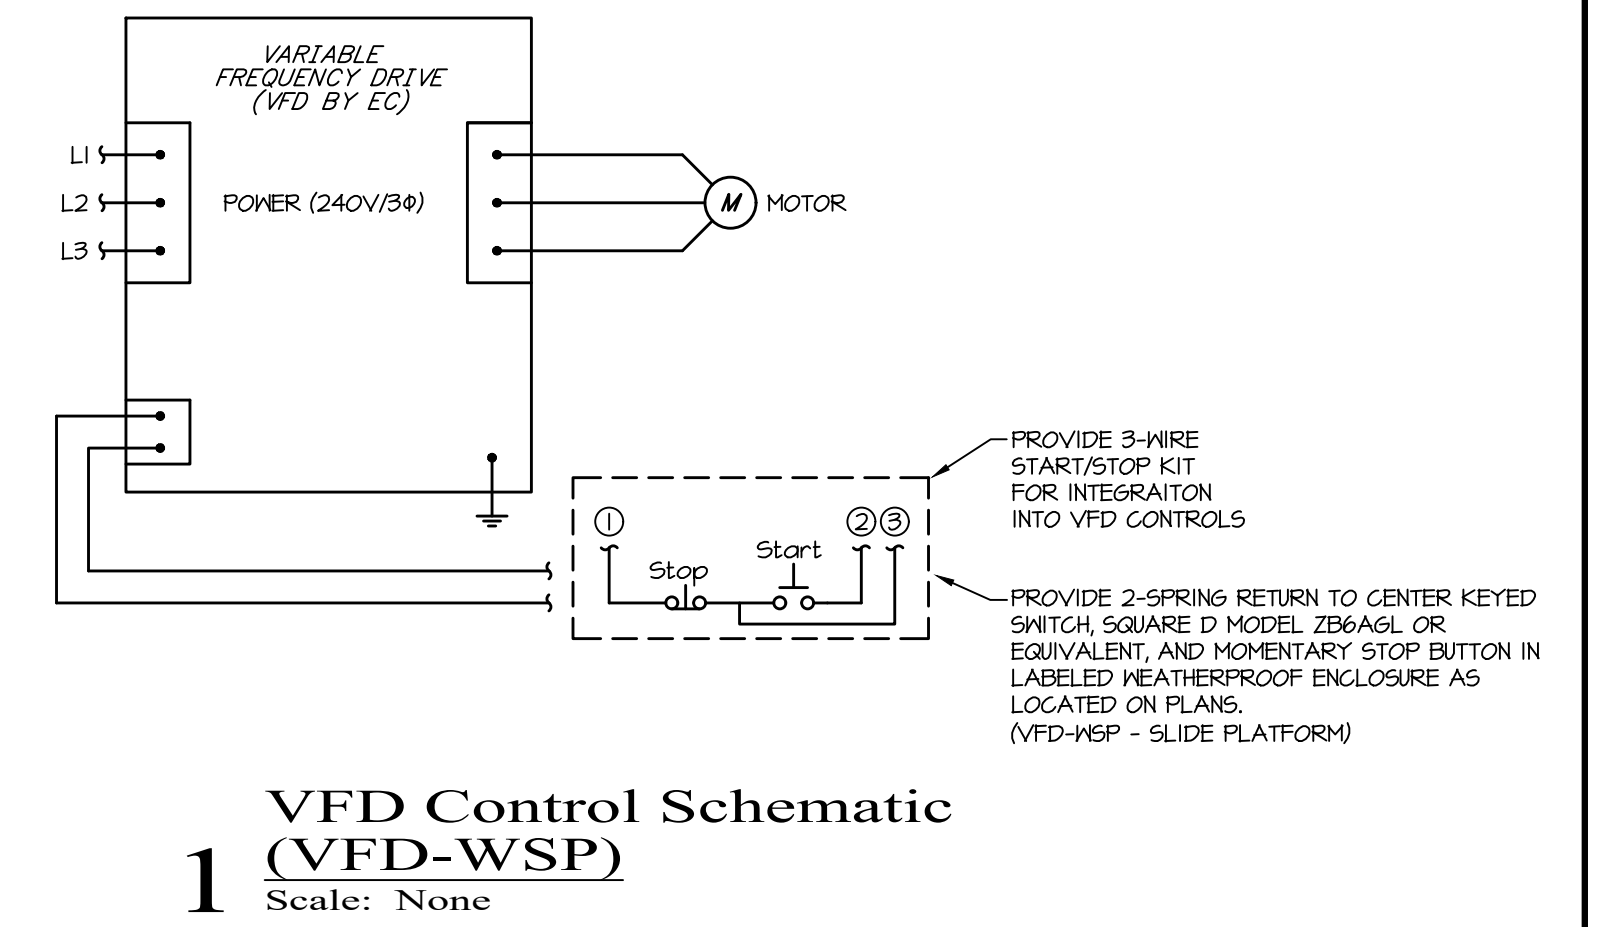 VARIABLE
FREQUENCY DRIVE
(VFD BY EC)
L1
L2
L3
POWER (240V/3Φ)
M
MOTOR
PROVIDE 3-WIRE
START/STOP KIT
FOR INTEGRAITON
INTO VFD CONTROLS
1
2
3
Start
Stop
PROVIDE 2-SPRING RETURN TO CENTER KEYED
SWITCH, SQUARE D MODEL ZB6AGL OR
EQUIVALENT, AND MOMENTARY STOP BUTTON IN
LABELED WEATHERPROOF ENCLOSURE AS
LOCATED ON PLANS.
(VFD-WSP - SLIDE PLATFORM)
VFD Control Schematic
1 (VFD-WSP)
Scale: None